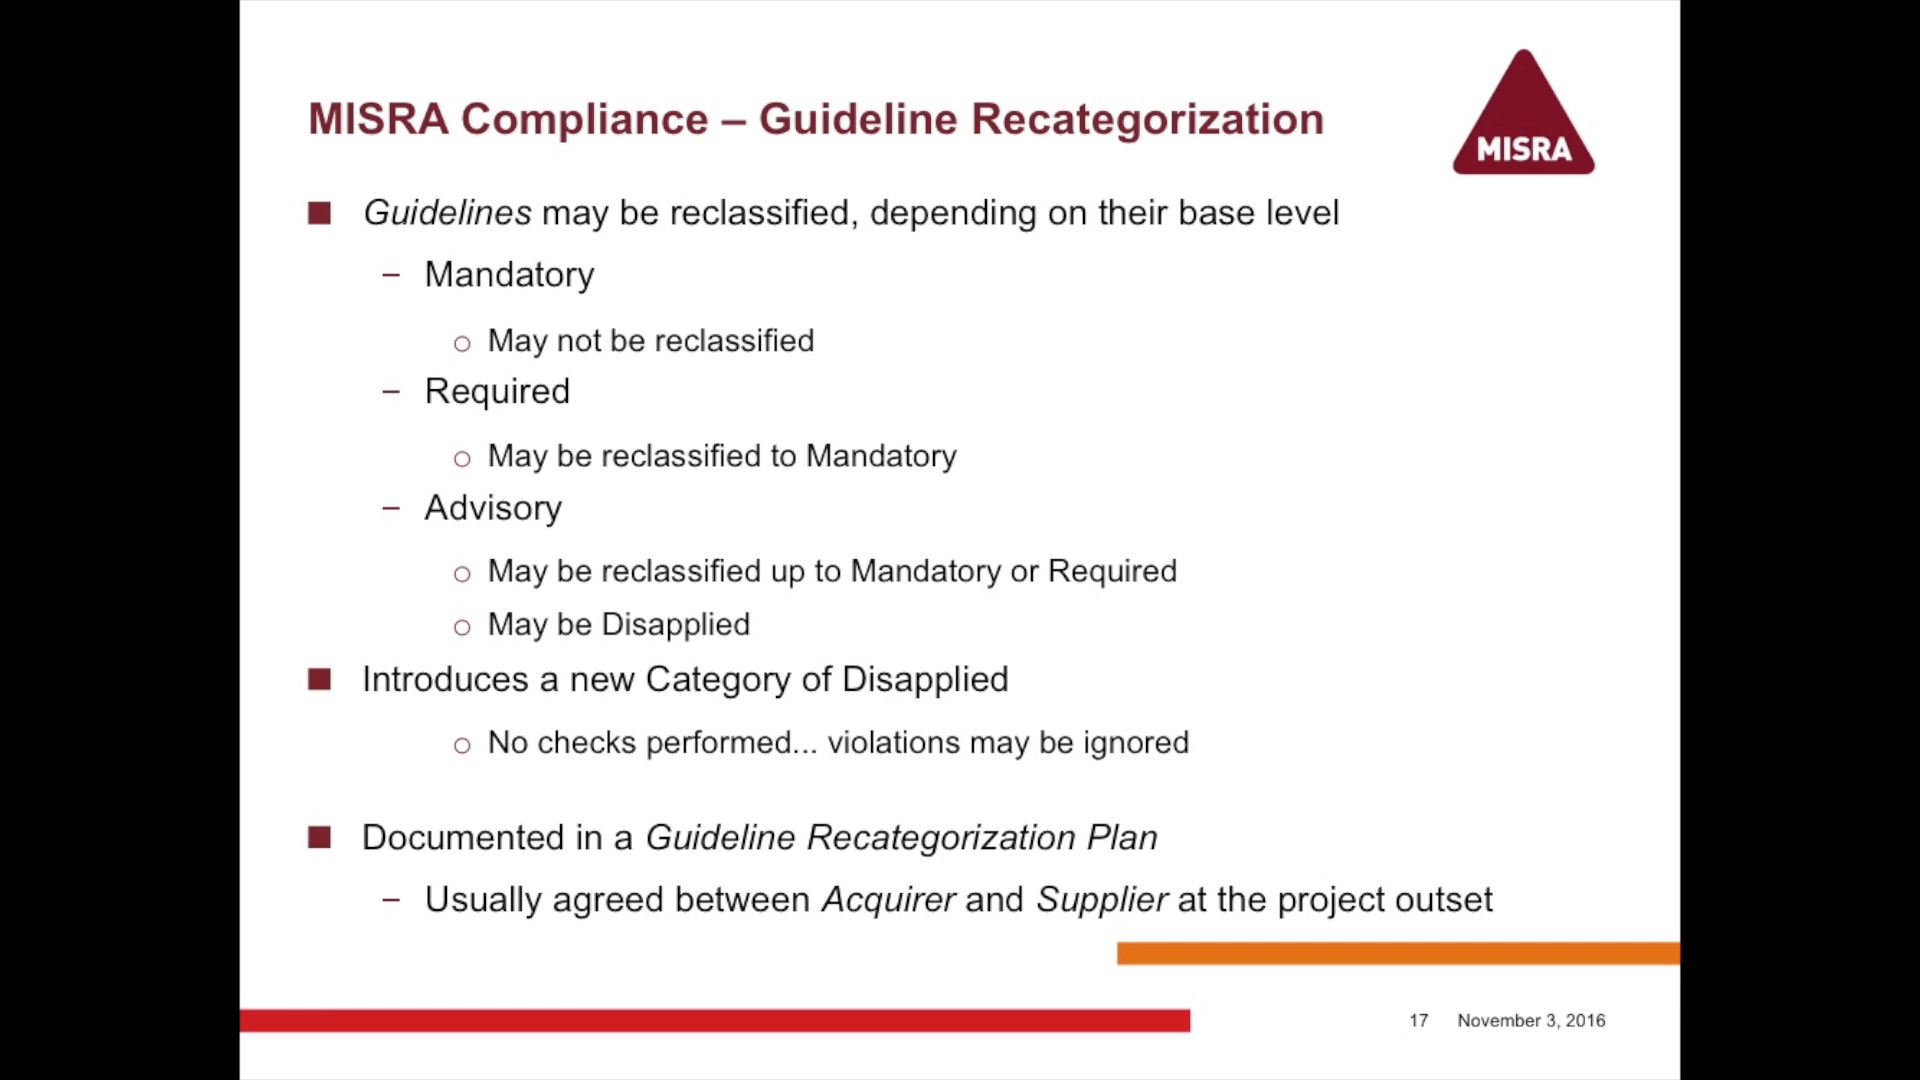 MISRA Compliance – Guideline Recategorization
MISRA
Guidelines may be reclassified, depending on their base level
– Mandatory
○ May not be reclassified
– Required
○ May be reclassified to Mandatory
– Advisory
○ May be reclassified up to Mandatory or Required
○ May be Disapplied
Introduces a new Category of Disapplied
○ No checks performed... violations may be ignored
Documented in a Guideline Recategorization Plan
– Usually agreed between Acquirer and Supplier at the project outset
17 November 3, 2016